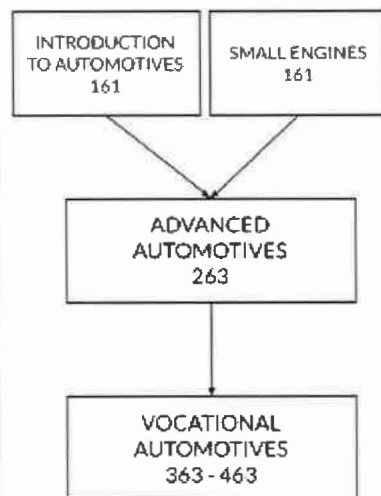 INTRODUCTION
TO AUTOMOTIVES
161
SMALL ENGINES
161
ADVANCED
AUTOMOTIVES
263
VOCATIONAL
AUTOMOTIVES
363 - 463